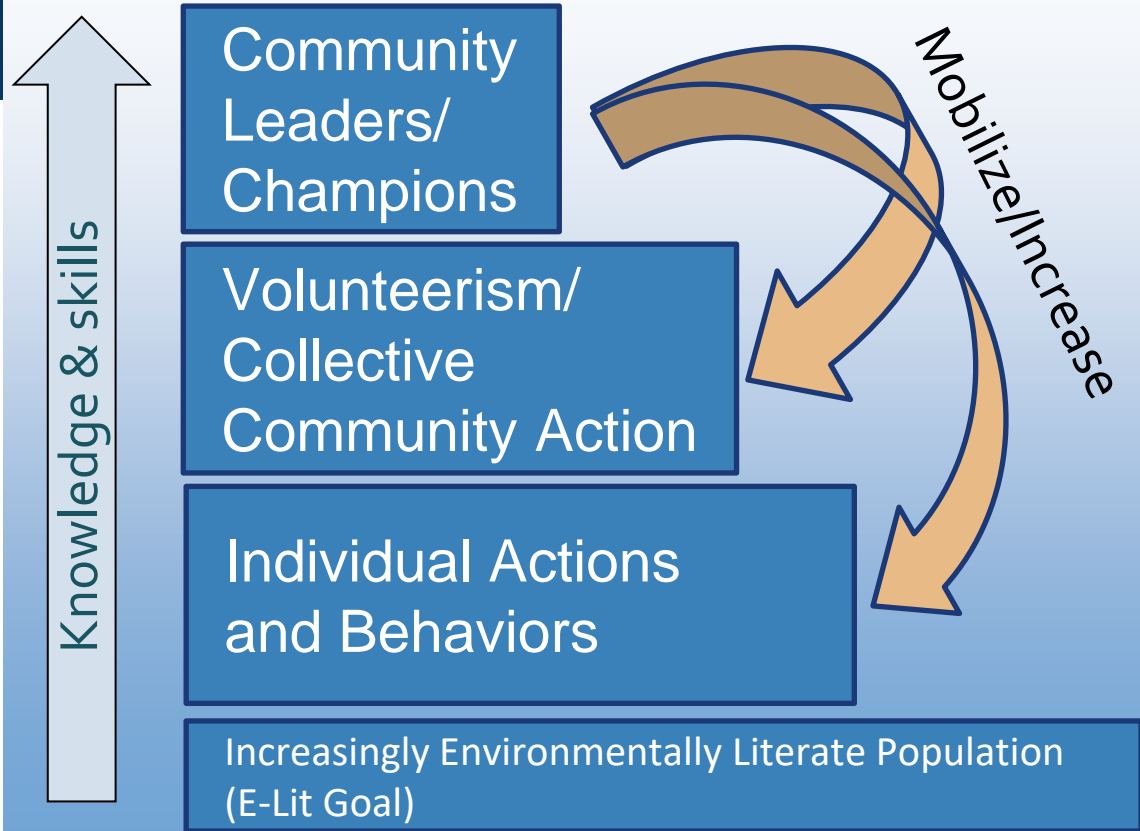 Community
Leaders/
Champions
Mobilize/Increase
Knowledge & skills
Volunteerism/
Collective
Community Action
Individual Actions
and Behaviors
Increasingly Environmentally Literate Population
(E-Lit Goal)